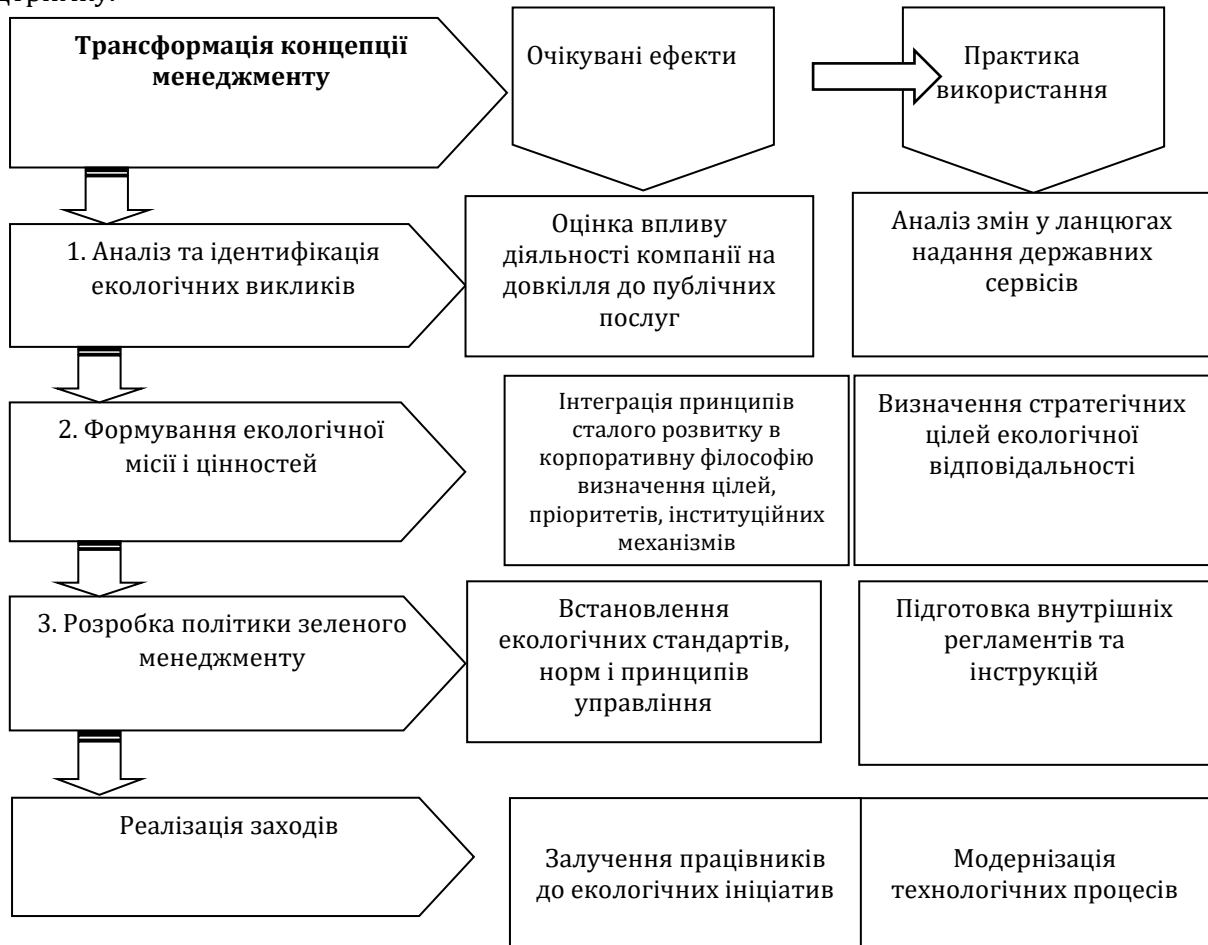 Трансформація концепції
менеджменту
Очікувані ефекти
Практика
використання
1. Аналіз та ідентифікація
екологічних викликів
Оцінка впливу
діяльності компанії на
довкілля до публічних
послуг
Аналіз змін у ланцюгах
надання державних
сервісів
2. Формування екологічної
місії і цінностей
Інтеграція принципів
сталого розвитку в
корпоративну філософію
визначення цілей,
пріоритетів, інституційних
механізмів
Визначення стратегічних
цілей екологічної
відповідальності
3. Розробка політики зеленого
менеджменту
Встановлення
екологічних стандартів,
норм і принципів
управління
Підготовка внутрішніх
регламентів та
інструкцій
Реалізація заходів
Залучення працівників
до екологічних ініціатив
Модернізація
технологічних процесів